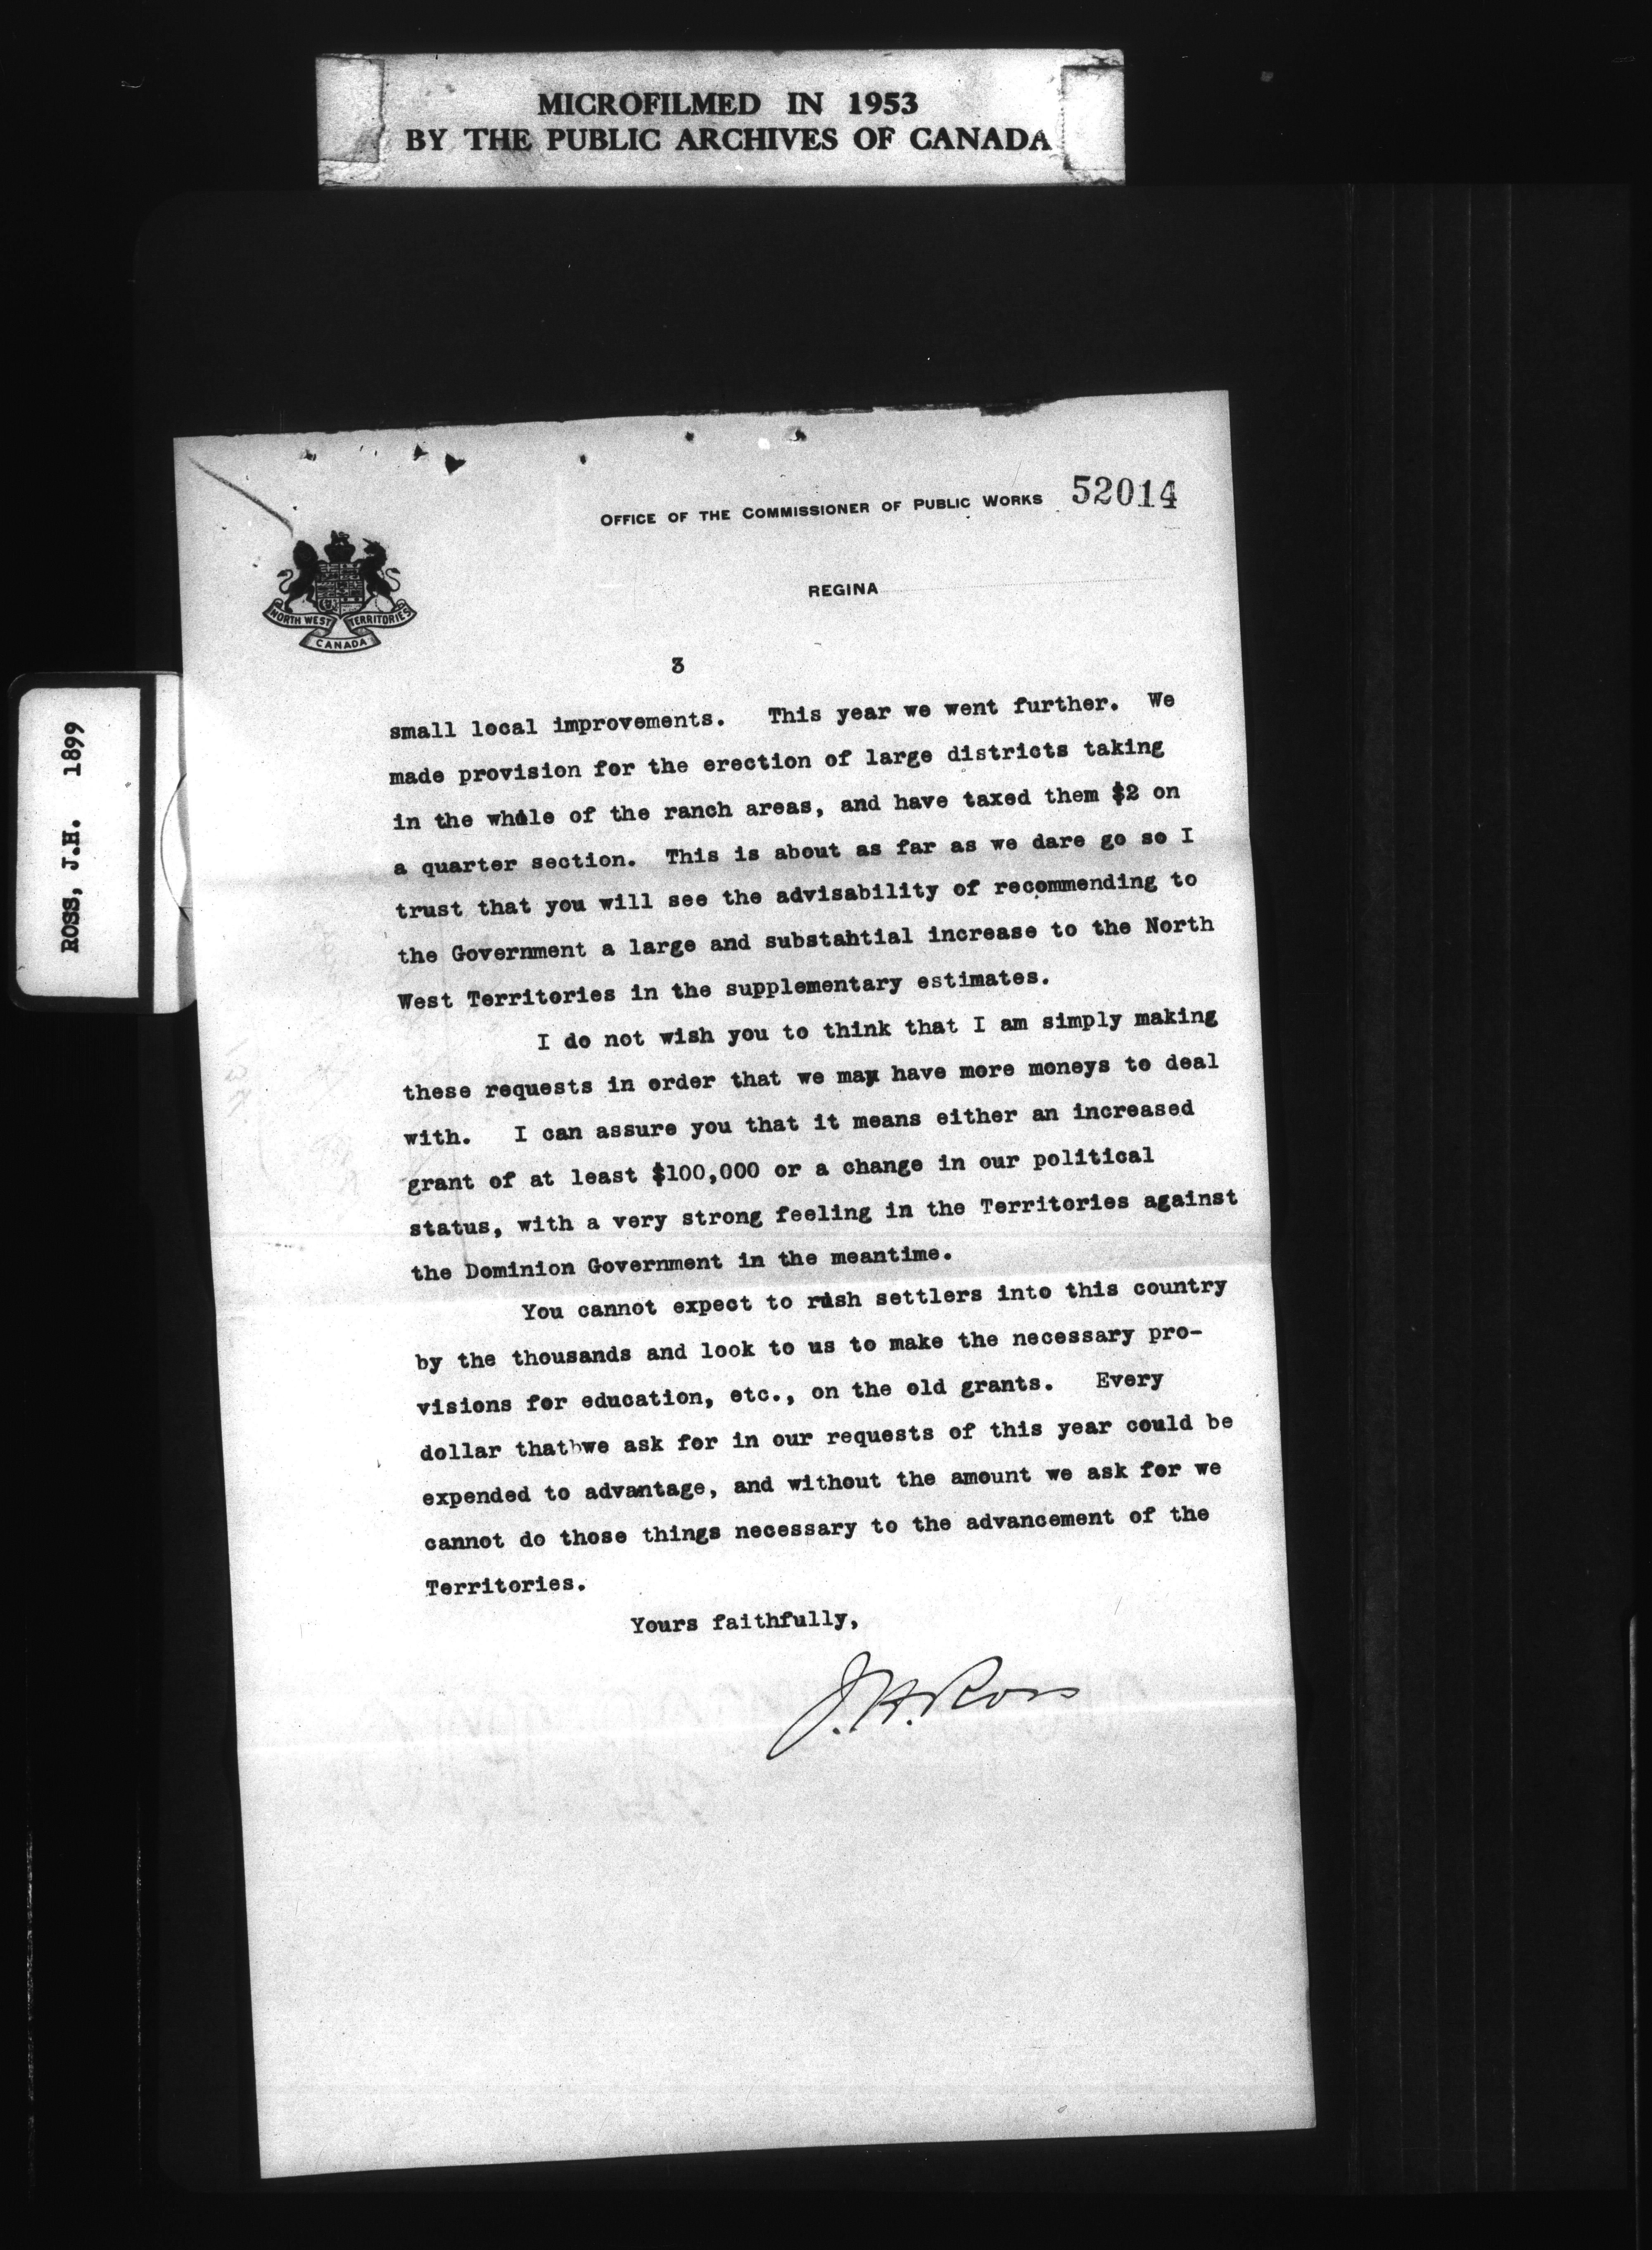 MICROFILMED IN 1953
BY THE PUBLIC ARCHIVES OF CANADA
ROSS, J.H. 1899
OFFICE OF THE COMMISSIONER OF PUBLIC WORKS 52014
REGINA
NORTH WEST TERRITORIES
CANADA
3
small local improvements. This year we went further. We
made provision for the erection of large districts taking
in the whole of the ranch areas, and have taxed them $2 on
a quarter section. This is about as far as we dare go so I
trust that you will see the advisability of recommending to
the Government a large and substantial increase to the North
West Territories in the supplementary estimates.
I do not wish you to think that I am simply making
these requests in order that we may have more moneys to deal
with. I can assure you that it means either an increased
grant of at least $100,000 or a change in our political
status, with a very strong feeling in the Territories against
the Dominion Government in the meantime.
You cannot expect to rush settlers into this country
by the thousands and look to us to make the necessary pro-
visions for education, etc., on the old grants. Every
dollar that we ask for in our requests of this year could be
expended to advantage, and without the amount we ask for we
cannot do those things necessary to the advancement of the
Territories.
Yours faithfully,
J.H. Ross